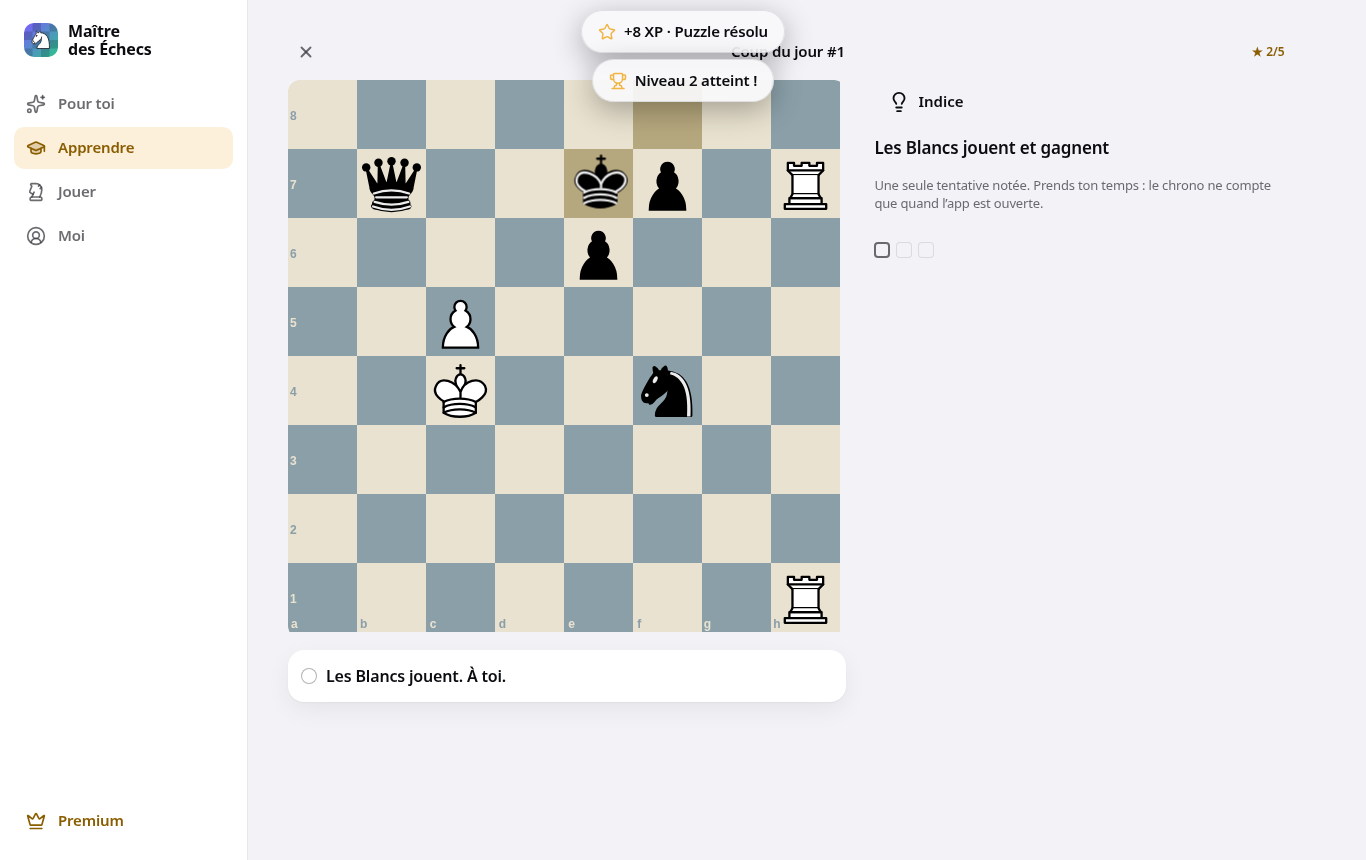 Maître
des Échecs
Pour toi
Apprendre
Jouer
Moi
Premium
+8 XP · Puzzle résolu
Niveau 2 atteint !
Coup du jour #1
★ 2/5
8
7
6
5
4
3
2
1
a b c d e f g h
Les Blancs jouent. À toi.
Indice
Les Blancs jouent et gagnent
Une seule tentative notée. Prends ton temps : le chrono ne compte
que quand l’app est ouverte.